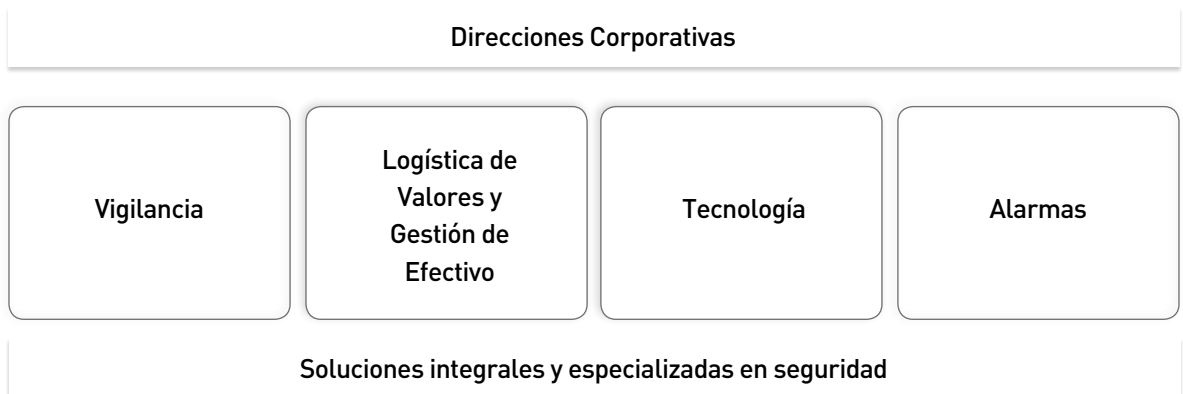 Direcciones Corporativas
Vigilancia
Logística de
Valores y
Gestión de
Efectivo
Tecnología
Alarmas
Soluciones integrales y especializadas en seguridad